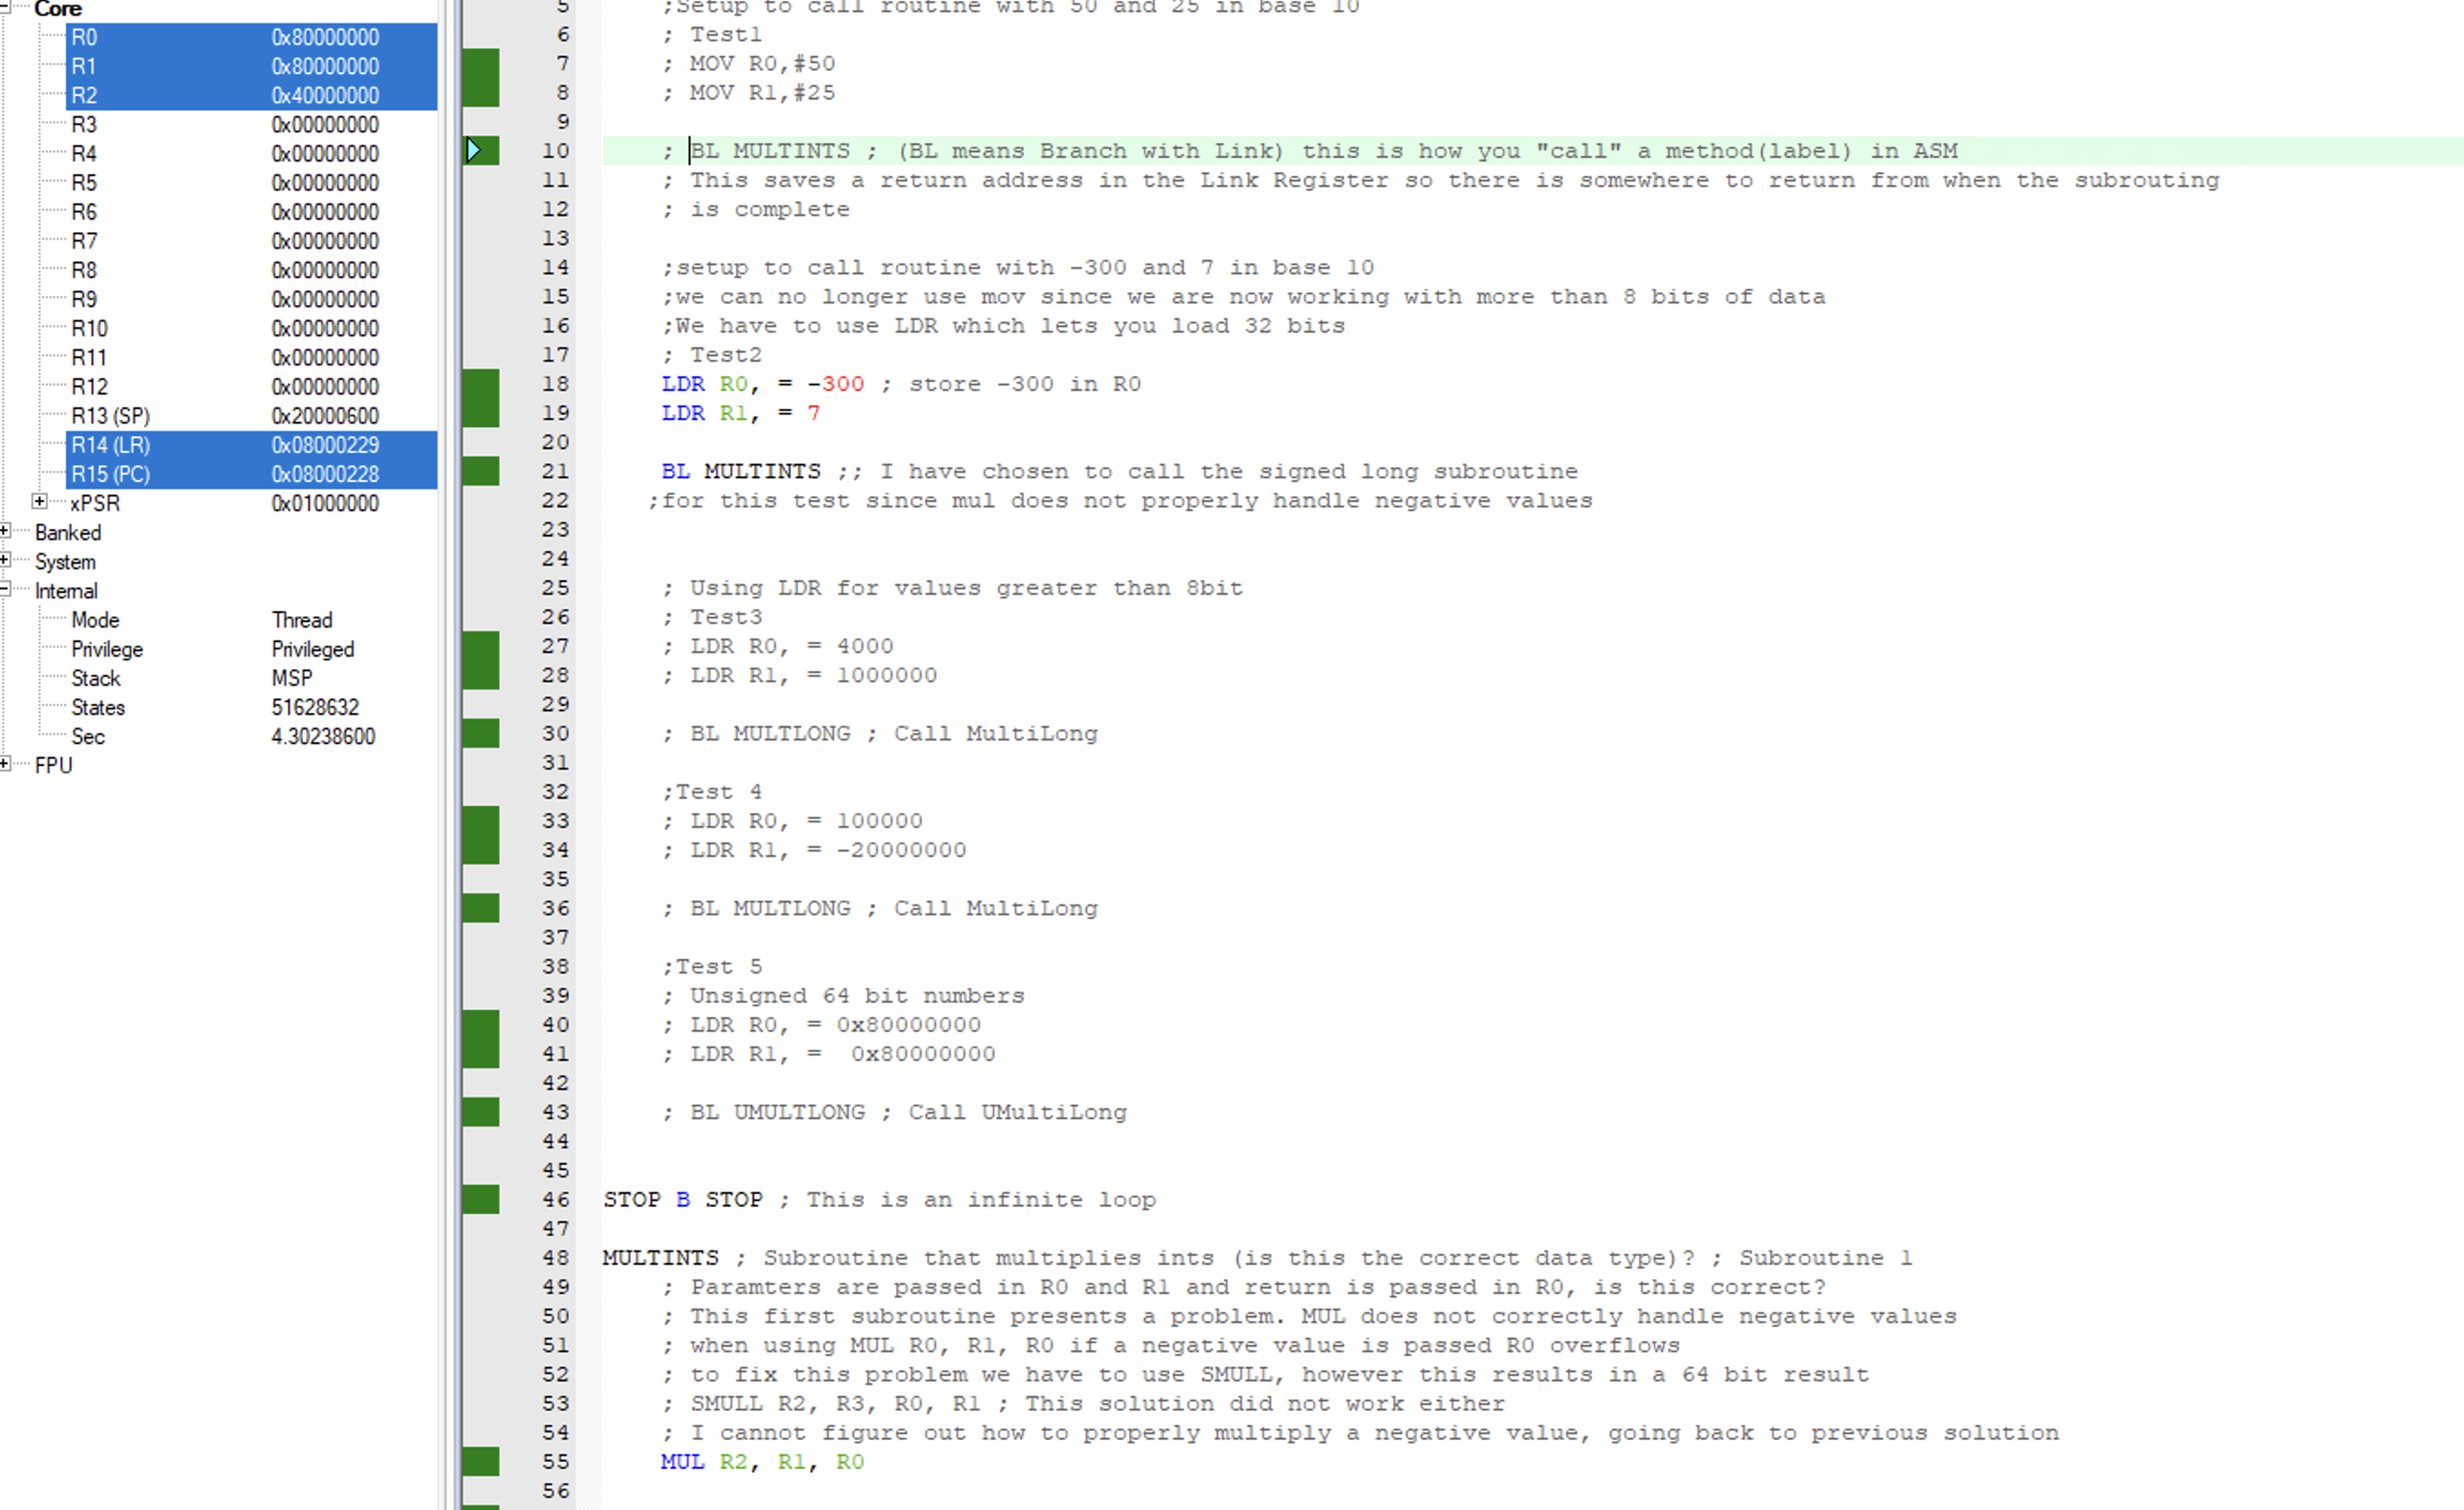 Core
R0 0x80000000
R1 0x80000000
R2 0x40000000
R3 0x00000000
R4 0x00000000
R5 0x00000000
R6 0x00000000
R7 0x00000000
R8 0x00000000
R9 0x00000000
R10 0x00000000
R11 0x00000000
R12 0x00000000
R13 (SP) 0x20000600
R14 (LR) 0x08000229
R15 (PC) 0x08000228
xPSR 0x01000000
Banked
System
Internal
Mode Thread
Privilege Privileged
Stack MSP
States 51628632
Sec 4.30238600
FPU
5 ;Setup to call routine with 50 and 25 in base 10
6 ; Test1
7 ; MOV R0,#50
8 ; MOV R1,#25
9
10 ; BL MULTINTS ; (BL means Branch with Link) this is how you "call" a method(label) in ASM
11 ; This saves a return address in the Link Register so there is somewhere to return from when the subrouting
12 ; is complete
13
14 ;setup to call routine with -300 and 7 in base 10
15 ;we can no longer use mov since we are now working with more than 8 bits of data
16 ;We have to use LDR which lets you load 32 bits
17 ; Test2
18 LDR R0, = -300 ; store -300 in R0
19 LDR R1, = 7
20
21 BL MULTINTS ;; I have chosen to call the signed long subroutine
22 ;for this test since mul does not properly handle negative values
23
24
25 ; Using LDR for values greater than 8bit
26 ; Test3
27 ; LDR R0, = 4000
28 ; LDR R1, = 1000000
29
30 ; BL MULTLONG ; Call MultiLong
31
32 ;Test 4
33 ; LDR R0, = 100000
34 ; LDR R1, = -20000000
35
36 ; BL MULTLONG ; Call MultiLong
37
38 ;Test 5
39 ; Unsigned 64 bit numbers
40 ; LDR R0, = 0x80000000
41 ; LDR R1, =  0x80000000
42
43 ; BL UMULTLONG ; Call UMultiLong
44
45
46 STOP B STOP ; This is an infinite loop
47
48 MULTINTS ; Subroutine that multiplies ints (is this the correct data type)? ; Subroutine 1
49 ; Paramters are passed in R0 and R1 and return is passed in R0, is this correct?
50 ; This first subroutine presents a problem. MUL does not correctly handle negative values
51 ; when using MUL R0, R1, R0 if a negative value is passed R0 overflows
52 ; to fix this problem we have to use SMULL, however this results in a 64 bit result
53 ; SMULL R2, R3, R0, R1 ; This solution did not work either
54 ; I cannot figure out how to properly multiply a negative value, going back to previous solution
55 MUL R2, R1, R0
56